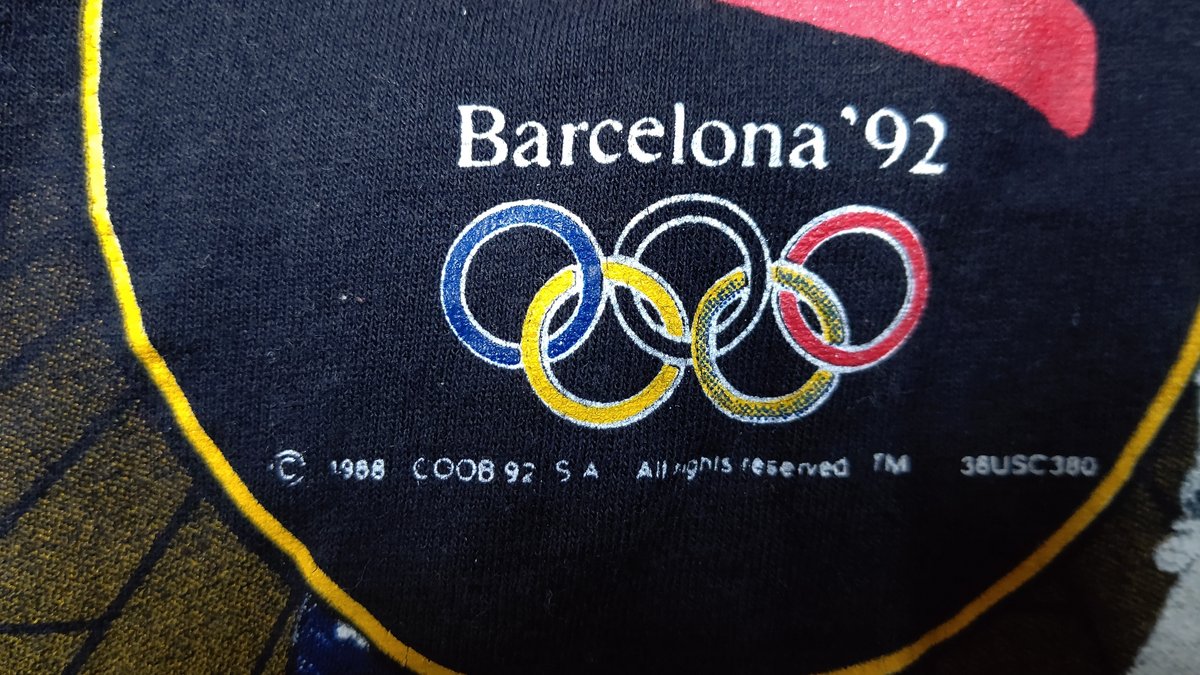 Barcelona '92
© 1988 COOB 92 S A All rights reserved TM 38USC380